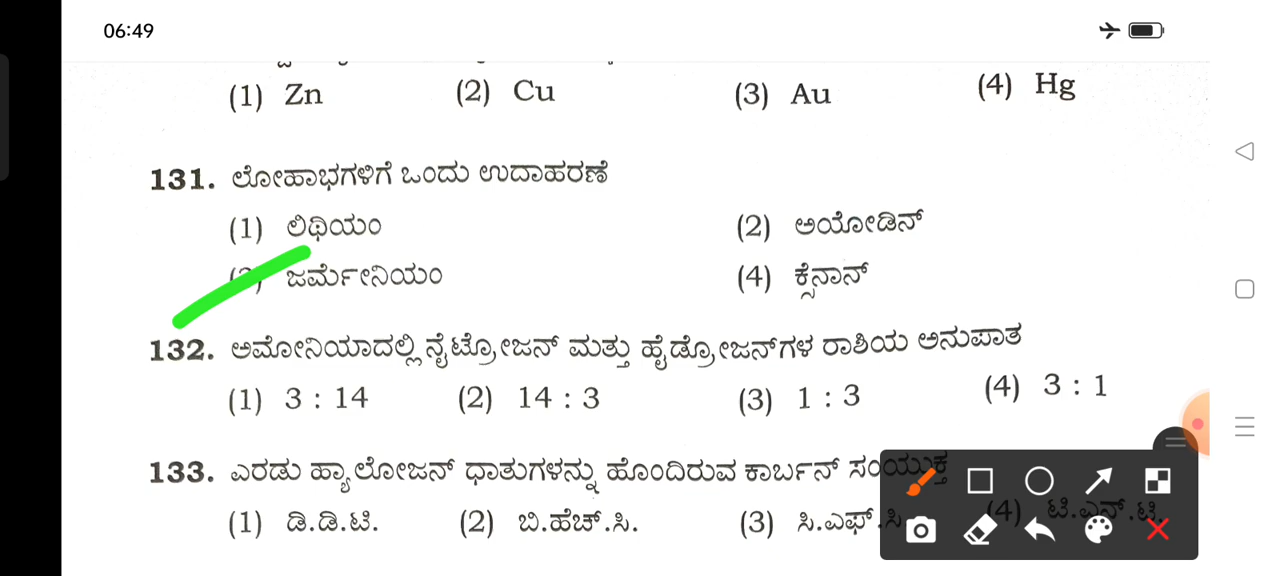 06:49
(1) Zn (2) Cu (3) Au (4) Hg
131. ಲೋಹಾಭಗಳಿಗೆ ಒಂದು ಉದಾಹರಣೆ
(1) ಲಿಥಿಯಂ (2) ಅಯೋಡಿನ್
ಜರ್ಮೇನಿಯಂ (4) ಕ್ಸೆನಾನ್
132. ಅಮೋನಿಯಾದಲ್ಲಿ ನೈಟ್ರೋಜನ್ ಮತ್ತು ಹೈಡ್ರೋಜನ್‌ಗಳ ರಾಶಿಯ ಅನುಪಾತ
(1) 3 : 14 (2) 14 : 3 (3) 1 : 3 (4) 3 : 1
133. ಎರಡು ಹ್ಯಾಲೋಜನ್ ಧಾತುಗಳನ್ನು ಹೊಂದಿರುವ ಕಾರ್ಬನ್ ಸಂಯುಕ್ತ
(1) ಡಿ.ಡಿ.ಟಿ. (2) ಬಿ.ಹೆಚ್.ಸಿ. (3) ಸಿ.ಎಫ್.ಸಿ. (4) ಟಿ.ಎನ್.ಟಿ.